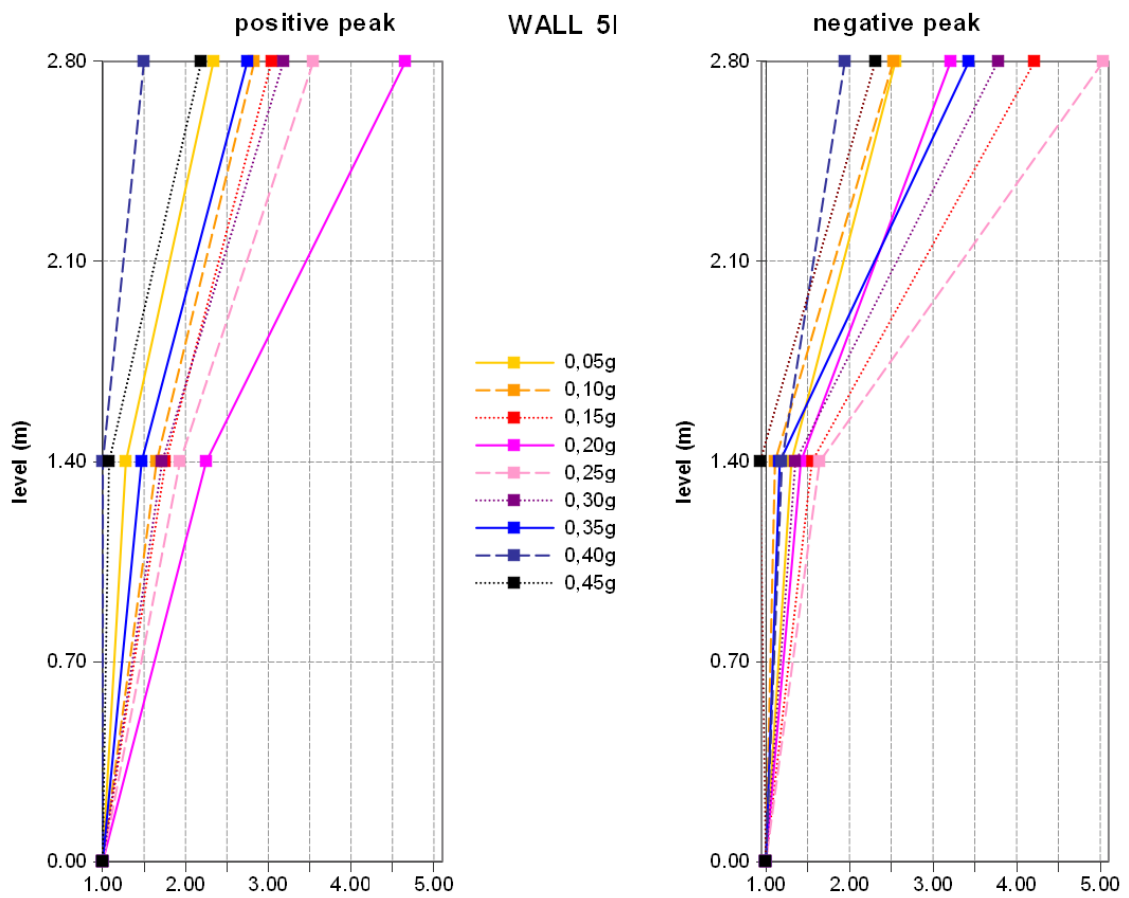 positive peak
WALL 5I
negative peak
2.80
2.10
1.40
0.70
0.00
level (m)
1.00 2.00 3.00 4.00 5.00
0,05g
0,10g
0,15g
0,20g
0,25g
0,30g
0,35g
0,40g
0,45g
2.80
2.10
1.40
0.70
0.00
level (m)
1.00 2.00 3.00 4.00 5.00